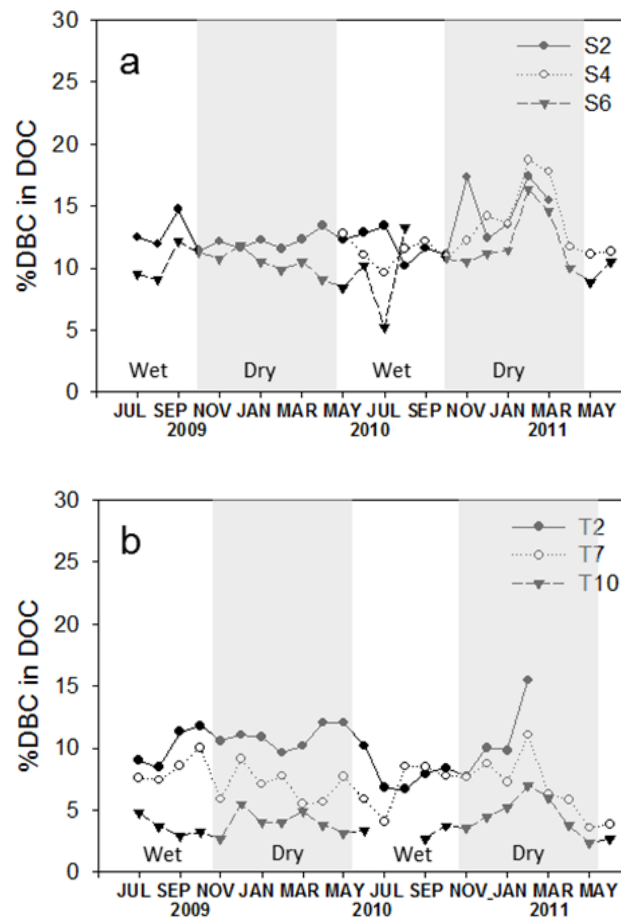 30
a
S2
25
S4
S6
20
%DBC in DOC
15
10
5
Wet Dry Wet Dry
0
JUL SEP NOV JAN MAR MAY JUL SEP NOV JAN MAR MAY
2009 2010 2011
30
b
T2
25
T7
T10
20
%DBC in DOC
15
10
5
Wet Dry Wet Dry
0
JUL SEP NOV JAN MAR MAY JUL SEP NOV_JAN MAR MAY
2009 2010 2011